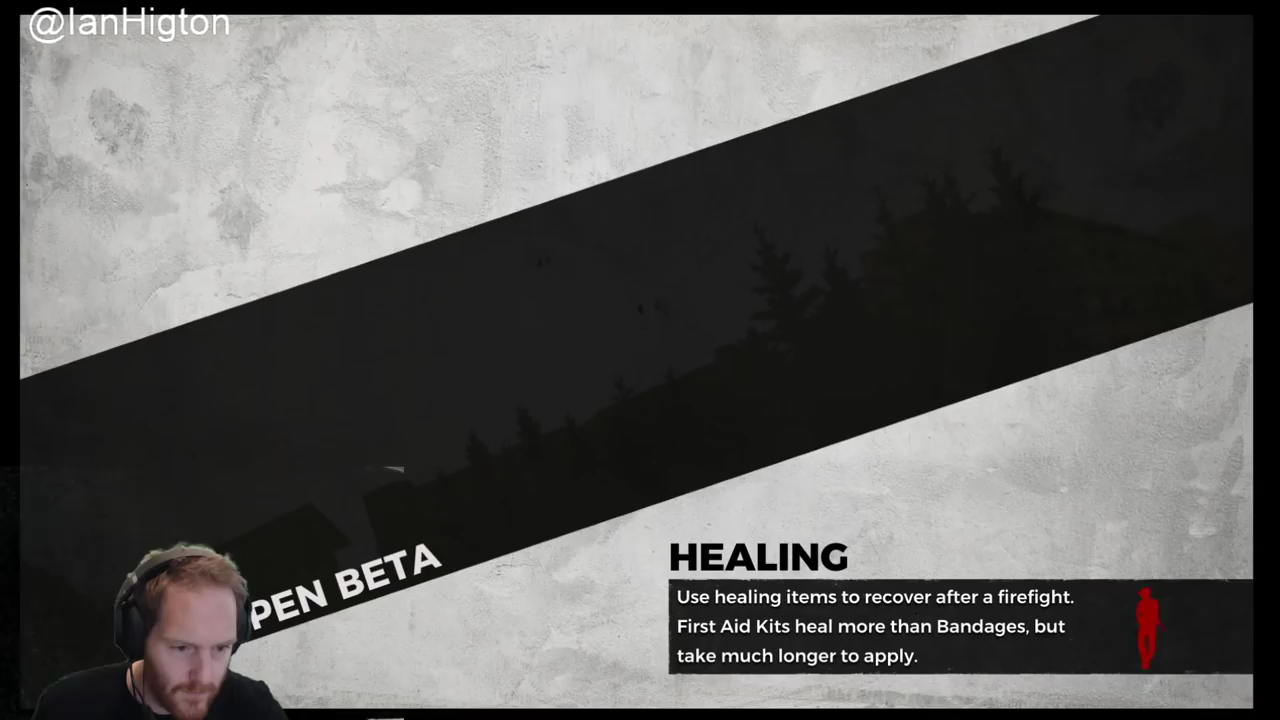 @IanHigton
PEN BETA
HEALING
Use healing items to recover after a firefight.
First Aid Kits heal more than Bandages, but
take much longer to apply.